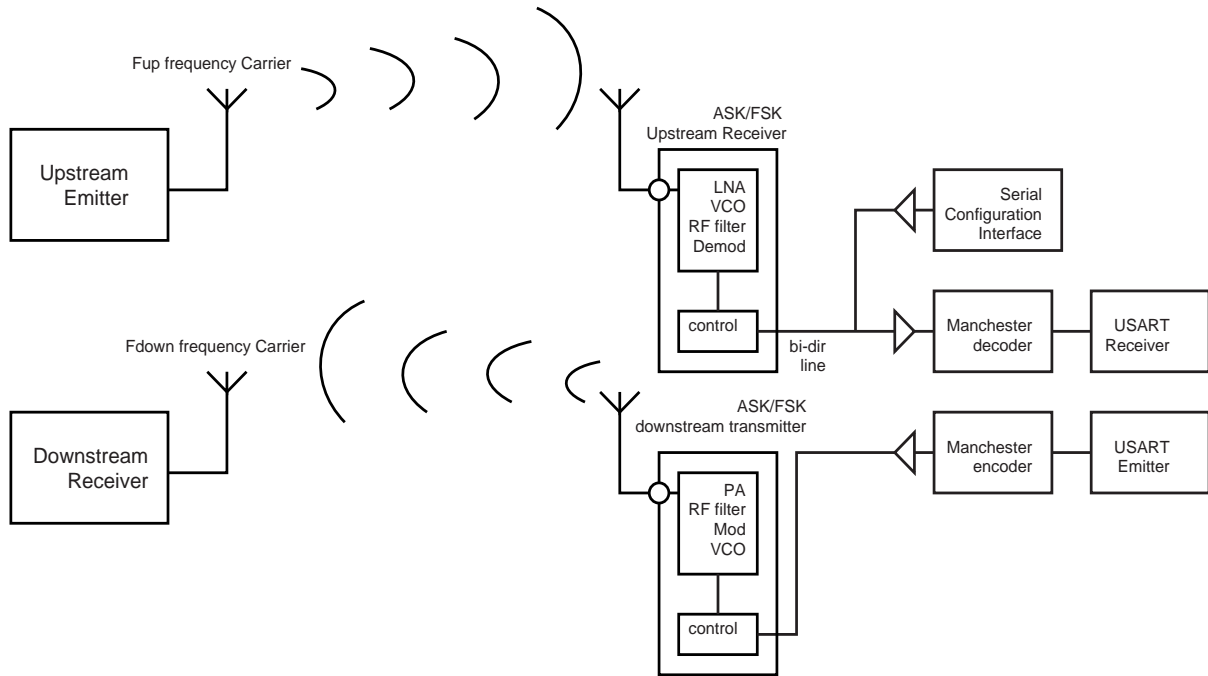 Fup frequency Carrier
Upstream
Emitter
ASK/FSK
Upstream Receiver
LNA
VCO
RF filter
Demod
control
bi-dir
line
Serial
Configuration
Interface
Manchester
decoder
USART
Receiver
Fdown frequency Carrier
Downstream
Receiver
ASK/FSK
downstream transmitter
PA
RF filter
Mod
VCO
control
Manchester
encoder
USART
Emitter